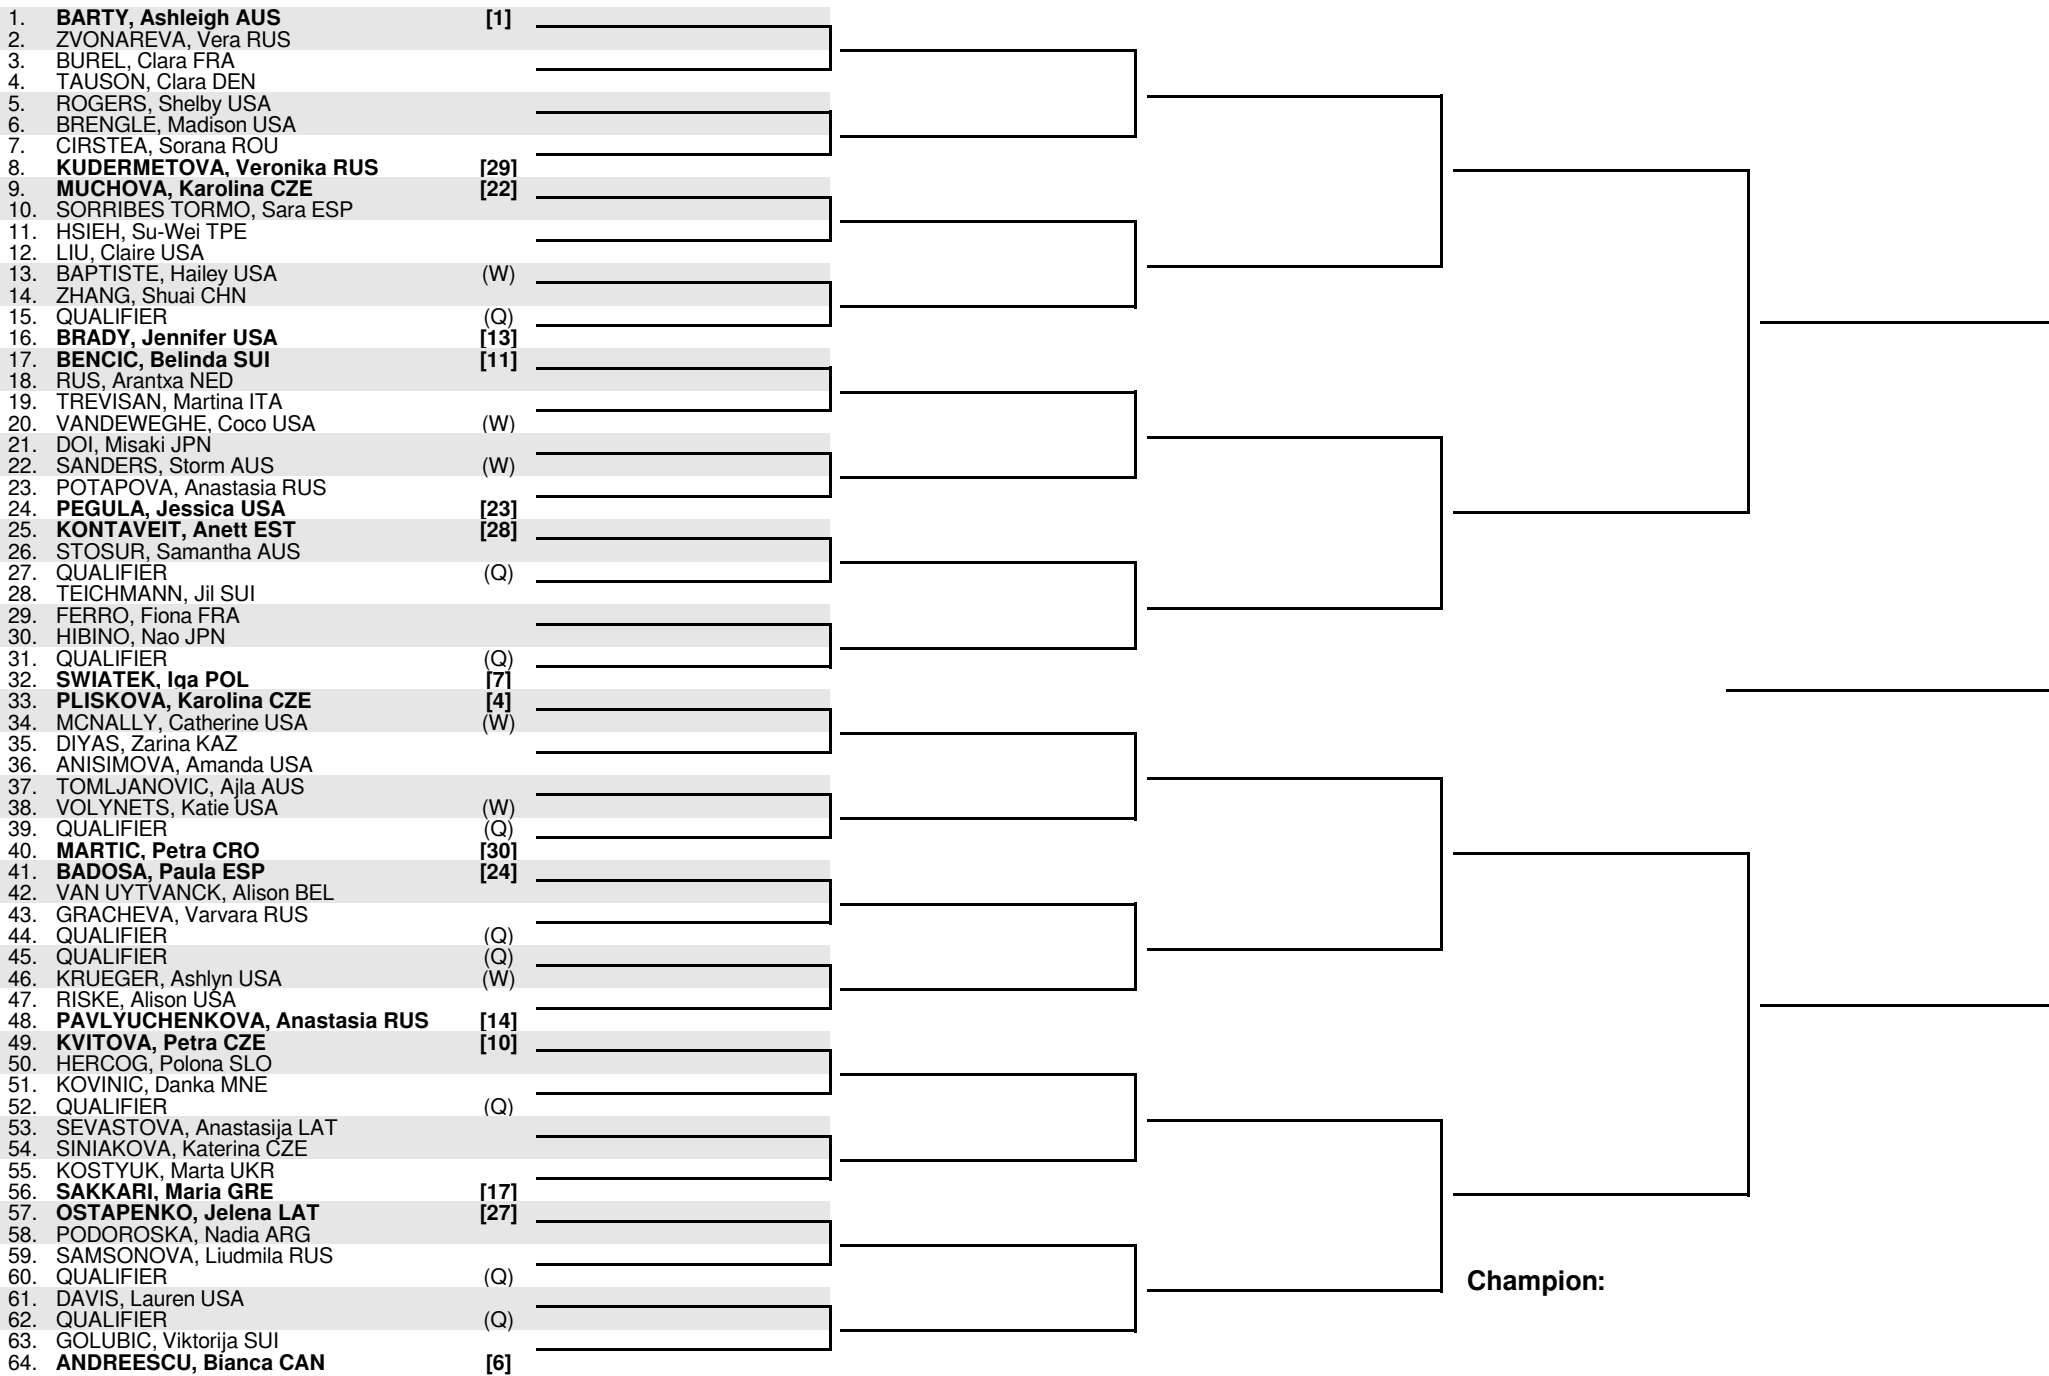 1. BARTY, Ashleigh AUS [1]
2. ZVONAREVA, Vera RUS
3. BUREL, Clara FRA
4. TAUSON, Clara DEN
5. ROGERS, Shelby USA
6. BRENGLE, Madison USA
7. CIRSTEA, Sorana ROU
8. KUDERMETOVA, Veronika RUS [29]
9. MUCHOVA, Karolina CZE [22]
10. SORRIBES TORMO, Sara ESP
11. HSIEH, Su-Wei TPE
12. LIU, Claire USA
13. BAPTISTE, Hailey USA (W)
14. ZHANG, Shuai CHN
15. QUALIFIER (Q)
16. BRADY, Jennifer USA [13]
17. BENCIC, Belinda SUI [11]
18. RUS, Arantxa NED
19. TREVISAN, Martina ITA
20. VANDEWEGHE, Coco USA (W)
21. DOI, Misaki JPN
22. SANDERS, Storm AUS (W)
23. POTAPOVA, Anastasia RUS
24. PEGULA, Jessica USA [23]
25. KONTAVEIT, Anett EST [28]
26. STOSUR, Samantha AUS
27. QUALIFIER (Q)
28. TEICHMANN, Jil SUI
29. FERRO, Fiona FRA
30. HIBINO, Nao JPN
31. QUALIFIER (Q)
32. SWIATEK, Iga POL [7]
33. PLISKOVA, Karolina CZE [4]
34. MCNALLY, Catherine USA (W)
35. DIYAS, Zarina KAZ
36. ANISIMOVA, Amanda USA
37. TOMLJANOVIC, Ajla AUS
38. VOLYNETS, Katie USA (W)
39. QUALIFIER (Q)
40. MARTIC, Petra CRO [30]
41. BADOSA, Paula ESP [24]
42. VAN UYTVANCK, Alison BEL
43. GRACHEVA, Varvara RUS
44. QUALIFIER (Q)
45. QUALIFIER (Q)
46. KRUEGER, Ashlyn USA (W)
47. RISKE, Alison USA
48. PAVLYUCHENKOVA, Anastasia RUS [14]
49. KVITOVA, Petra CZE [10]
50. HERCOG, Polona SLO
51. KOVINIC, Danka MNE
52. QUALIFIER (Q)
53. SEVASTOVA, Anastasija LAT
54. SINIAKOVA, Katerina CZE
55. KOSTYUK, Marta UKR
56. SAKKARI, Maria GRE [17]
57. OSTAPENKO, Jelena LAT [27]
58. PODOROSKA, Nadia ARG
59. SAMSONOVA, Liudmila RUS
60. QUALIFIER (Q)
Champion:
61. DAVIS, Lauren USA
62. QUALIFIER (Q)
63. GOLUBIC, Viktorija SUI
64. ANDREESCU, Bianca CAN [6]